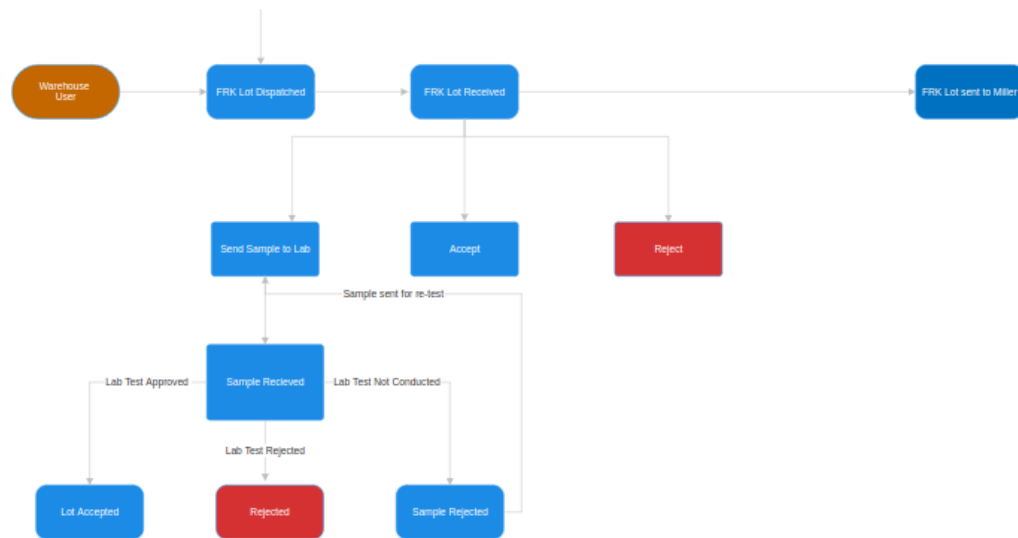 Warehouse
User
FRK Lot Dispatched
FRK Lot Received
FRK Lot sent to Miller
Send Sample to Lab
Accept
Reject
Sample sent for re-test
Lab Test Approved
Sample Recieved
Lab Test Not Conducted
Lab Test Rejected
Lot Accepted
Rejected
Sample Rejected